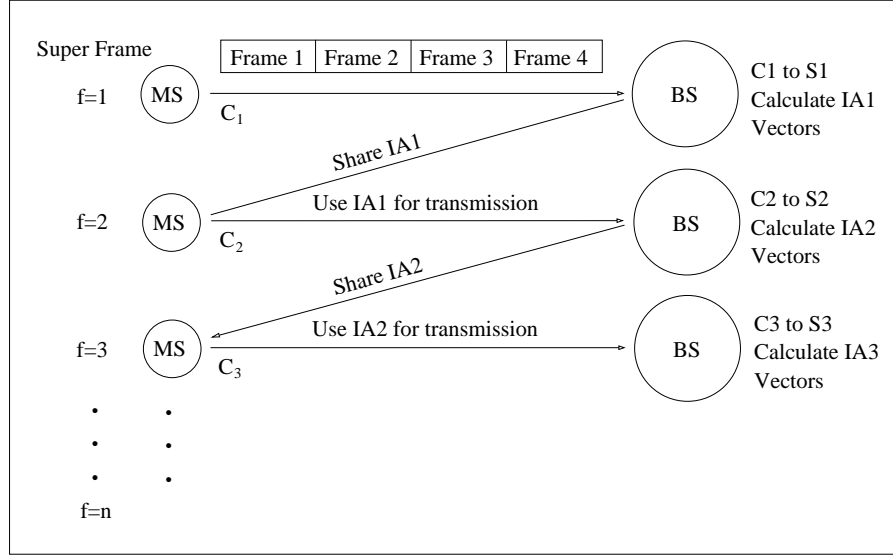 Super Frame
Frame 1 Frame 2 Frame 3 Frame 4
f=1
MS
C1
BS
C1 to S1
Calculate IA1
Vectors
Share IA1
f=2
MS
Use IA1 for transmission
C2
BS
C2 to S2
Calculate IA2
Vectors
Share IA2
f=3
MS
Use IA2 for transmission
C3
BS
C3 to S3
Calculate IA3
Vectors
f=n